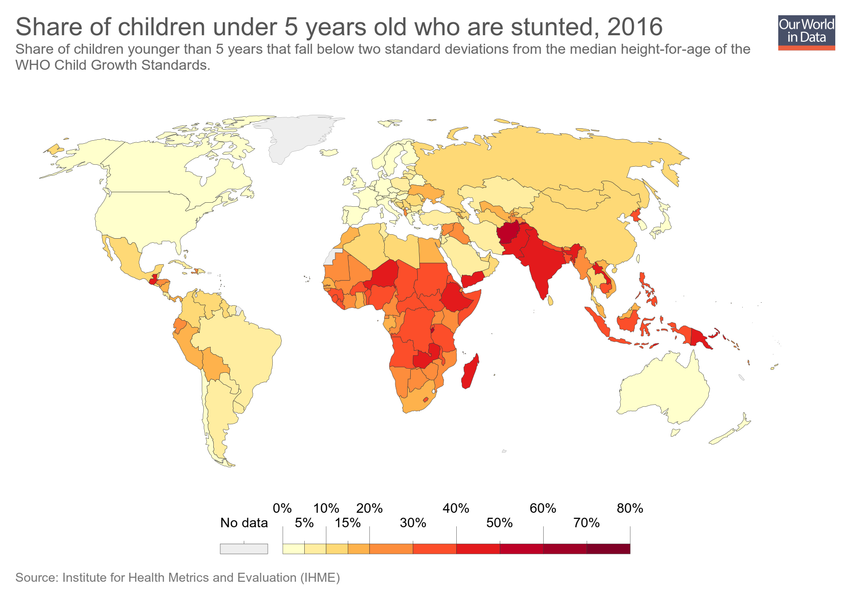 Share of children under 5 years old who are stunted, 2016
Share of children younger than 5 years that fall below two standard deviations from the median height-for-age of the
WHO Child Growth Standards.
Our World
in Data
0% 10% 20% 40% 60% 80%
No data 5% 15% 30% 50% 70%
Source: Institute for Health Metrics and Evaluation (IHME)